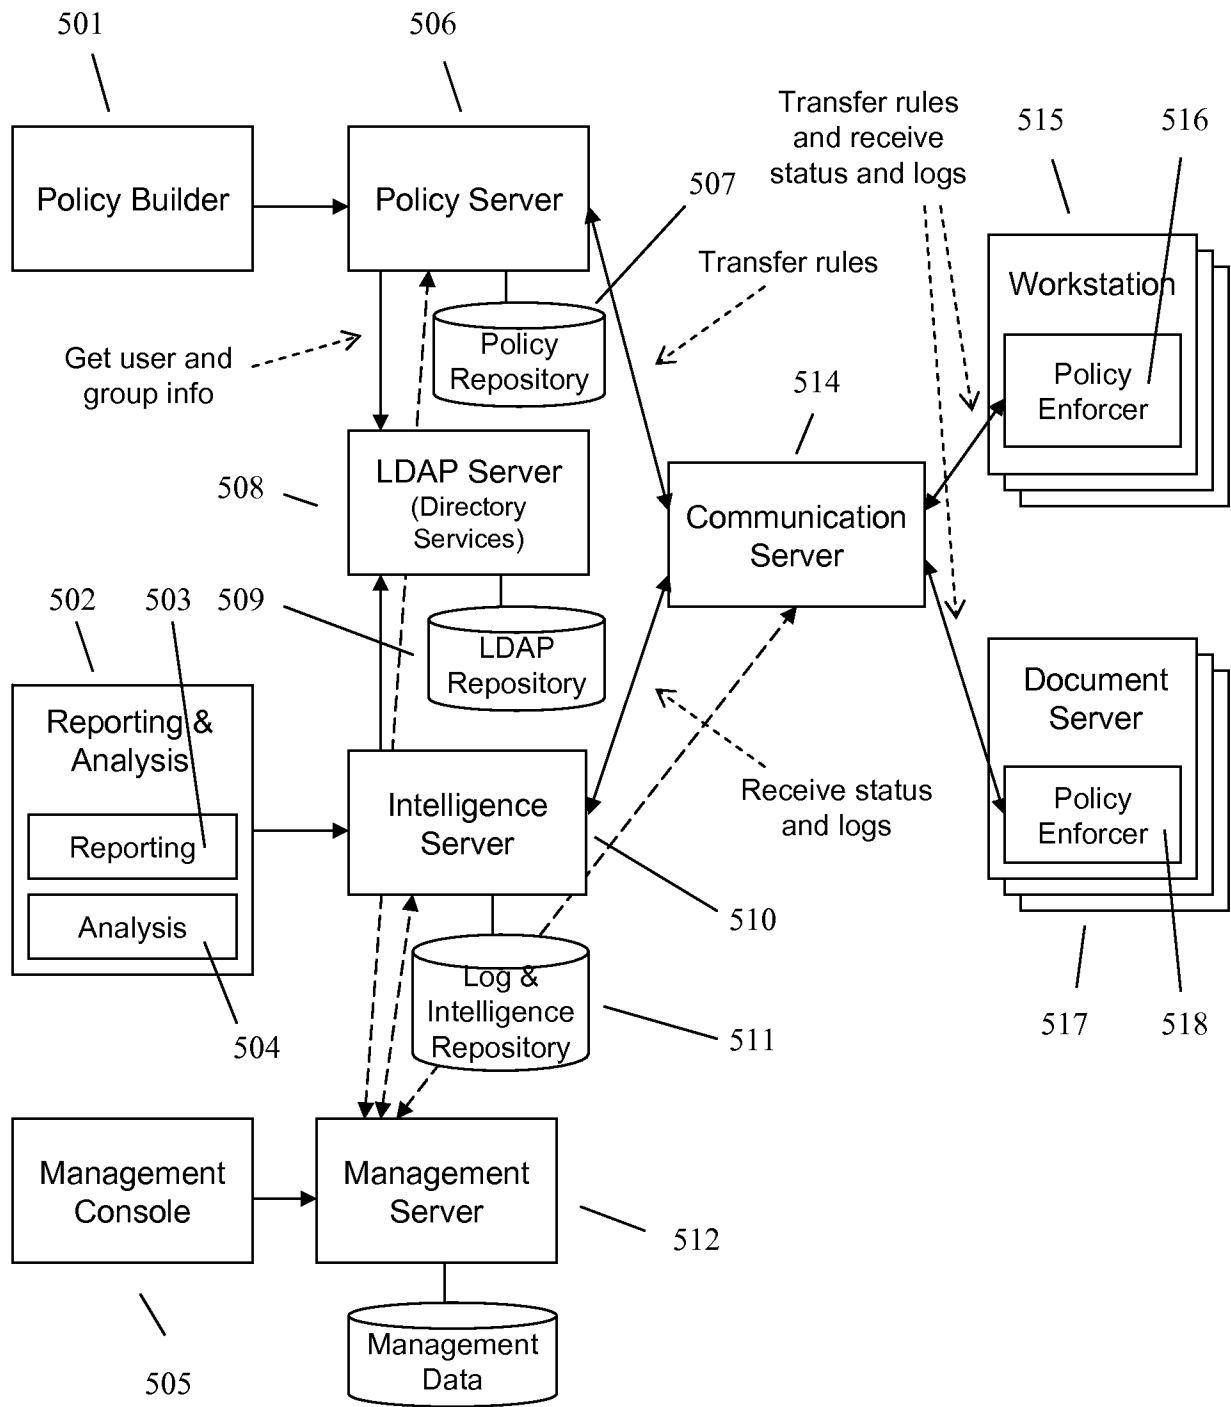 501
506
Transfer rules
and receive
status and logs
515
516
Policy Builder
Policy Server
507
Transfer rules
Workstation
Get user and
group info
Policy
Repository
Policy
Enforcer
514
508
LDAP Server
(Directory
Services)
Communication
Server
502
503
509
LDAP
Repository
Document
Server
Reporting &
Analysis
Intelligence
Server
Receive status
and logs
Policy
Enforcer
Reporting
Analysis
510
Log &
Intelligence
Repository
504
511
517
518
Management
Console
Management
Server
512
505
Management
Data